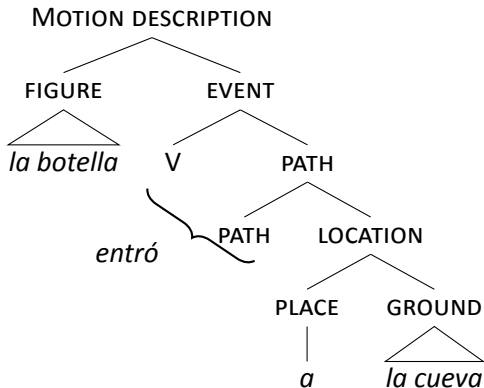 MOTION DESCRIPTION
FIGURE EVENT
la botella V PATH
entró PATH LOCATION
PLACE GROUND
a la cueva